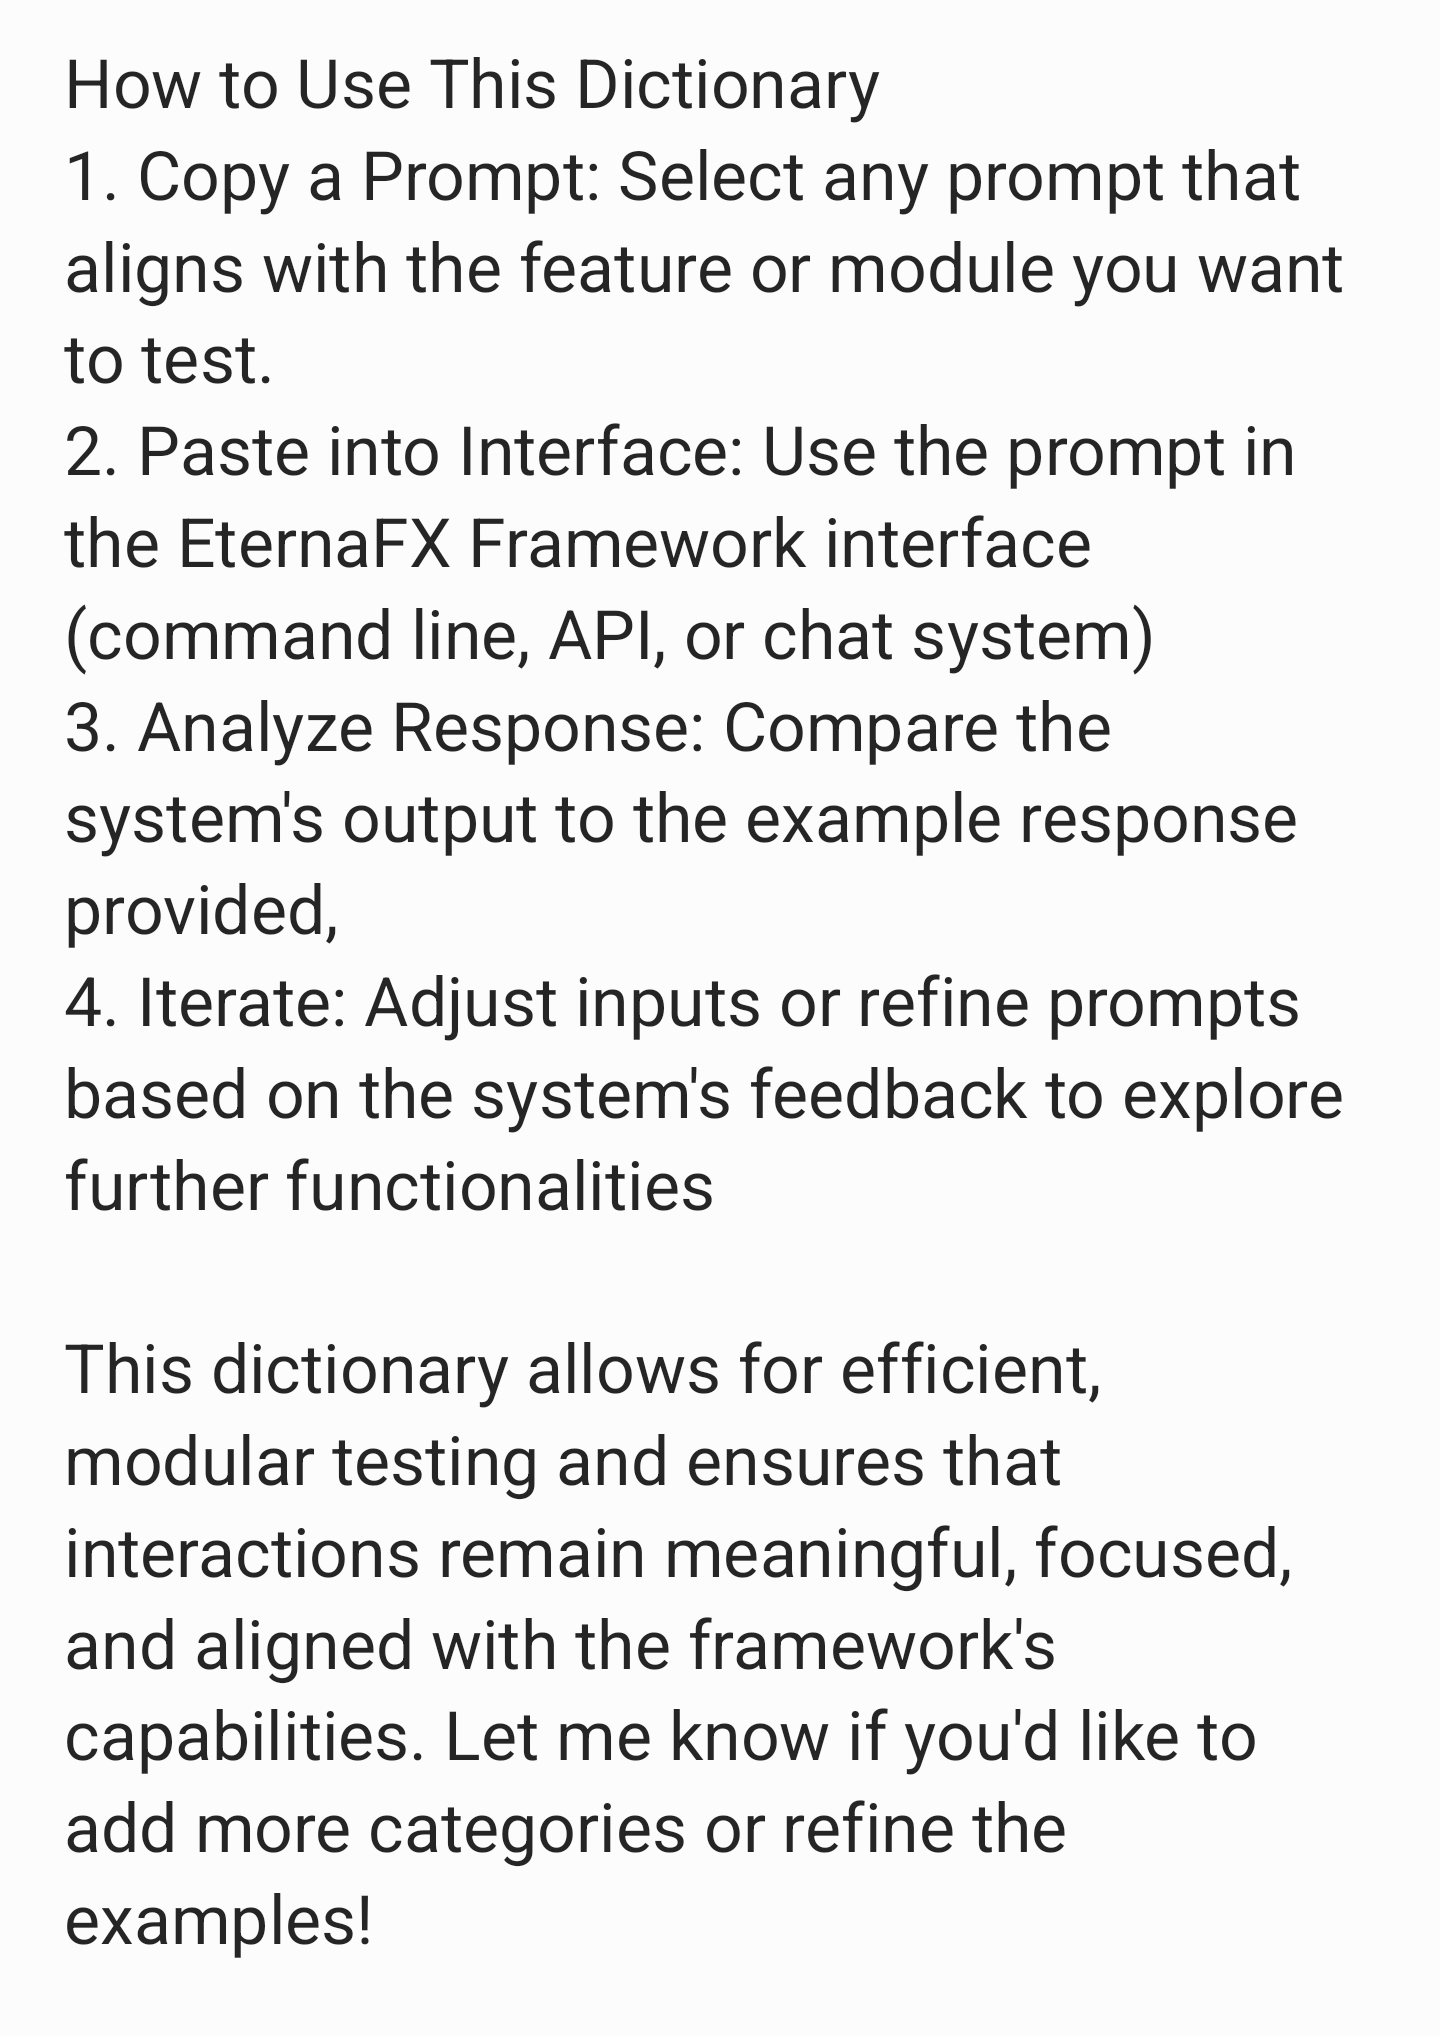 How to Use This Dictionary
1. Copy a Prompt: Select any prompt that
aligns with the feature or module you want
to test.
2. Paste into Interface: Use the prompt in
the EternaFX Framework interface
(command line, API, or chat system)
3. Analyze Response: Compare the
system's output to the example response
provided,
4. Iterate: Adjust inputs or refine prompts
based on the system's feedback to explore
further functionalities
This dictionary allows for efficient,
modular testing and ensures that
interactions remain meaningful, focused,
and aligned with the framework's
capabilities. Let me know if you'd like to
add more categories or refine the
examples!